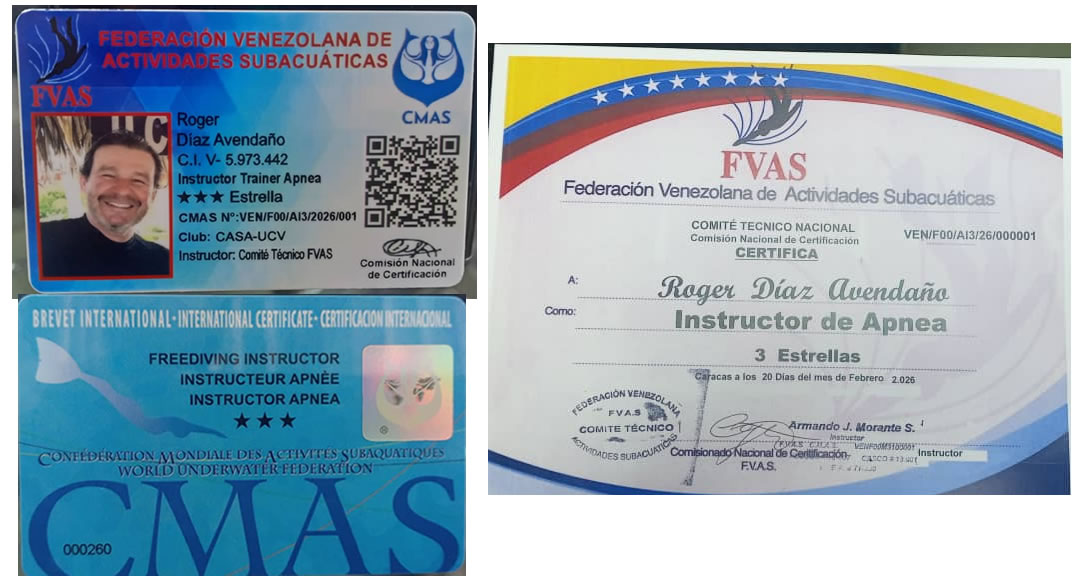 FEDERACIÓN VENEZOLANA DE
ACTIVIDADES SUBACUÁTICAS
FVAS
CMAS
Roger
Díaz Avendaño
C.I. V- 5.973.442
Instructor Trainer Apnea
★★★ Estrella
CMAS Nº:VEN/F00/AI3/2026/001
Club: CASA-UCV
Instructor: Comité Técnico FVAS
Comisión Nacional
de Certificación
BREVET INTERNATIONAL - INTERNATIONAL CERTIFICATE - CERTIFICACION INTERNACIONAL
FREEDIVING INSTRUCTOR
INSTRUCTEUR APNÈE
INSTRUCTOR APNEA
★★★
CONFÉDÉRATION MONDIALE DES ACTIVITÉS SUBAQUATIQUES
WORLD UNDERWATER FEDERATION
CMAS
000260
FVAS
Federación Venezolana de Actividades Subacuáticas
COMITÉ TECNICO NACIONAL
Comisión Nacional de Certificación
CERTIFICA
VEN/F00/AI3/26/000001
A:
Roger Díaz Avendaño
Como:
Instructor de Apnea
3 Estrellas
Caracas a los 20 Días del mes de Febrero 2.026
FEDERACIÓN VENEZOLANA
F.V.A.S
COMITE TÉCNICO
ACTIVIDADES SUBACUATICAS
Armando J. Morante S.
Instructor
Comisionado Nacional de Certificación
F.V.A.S.
Instructor